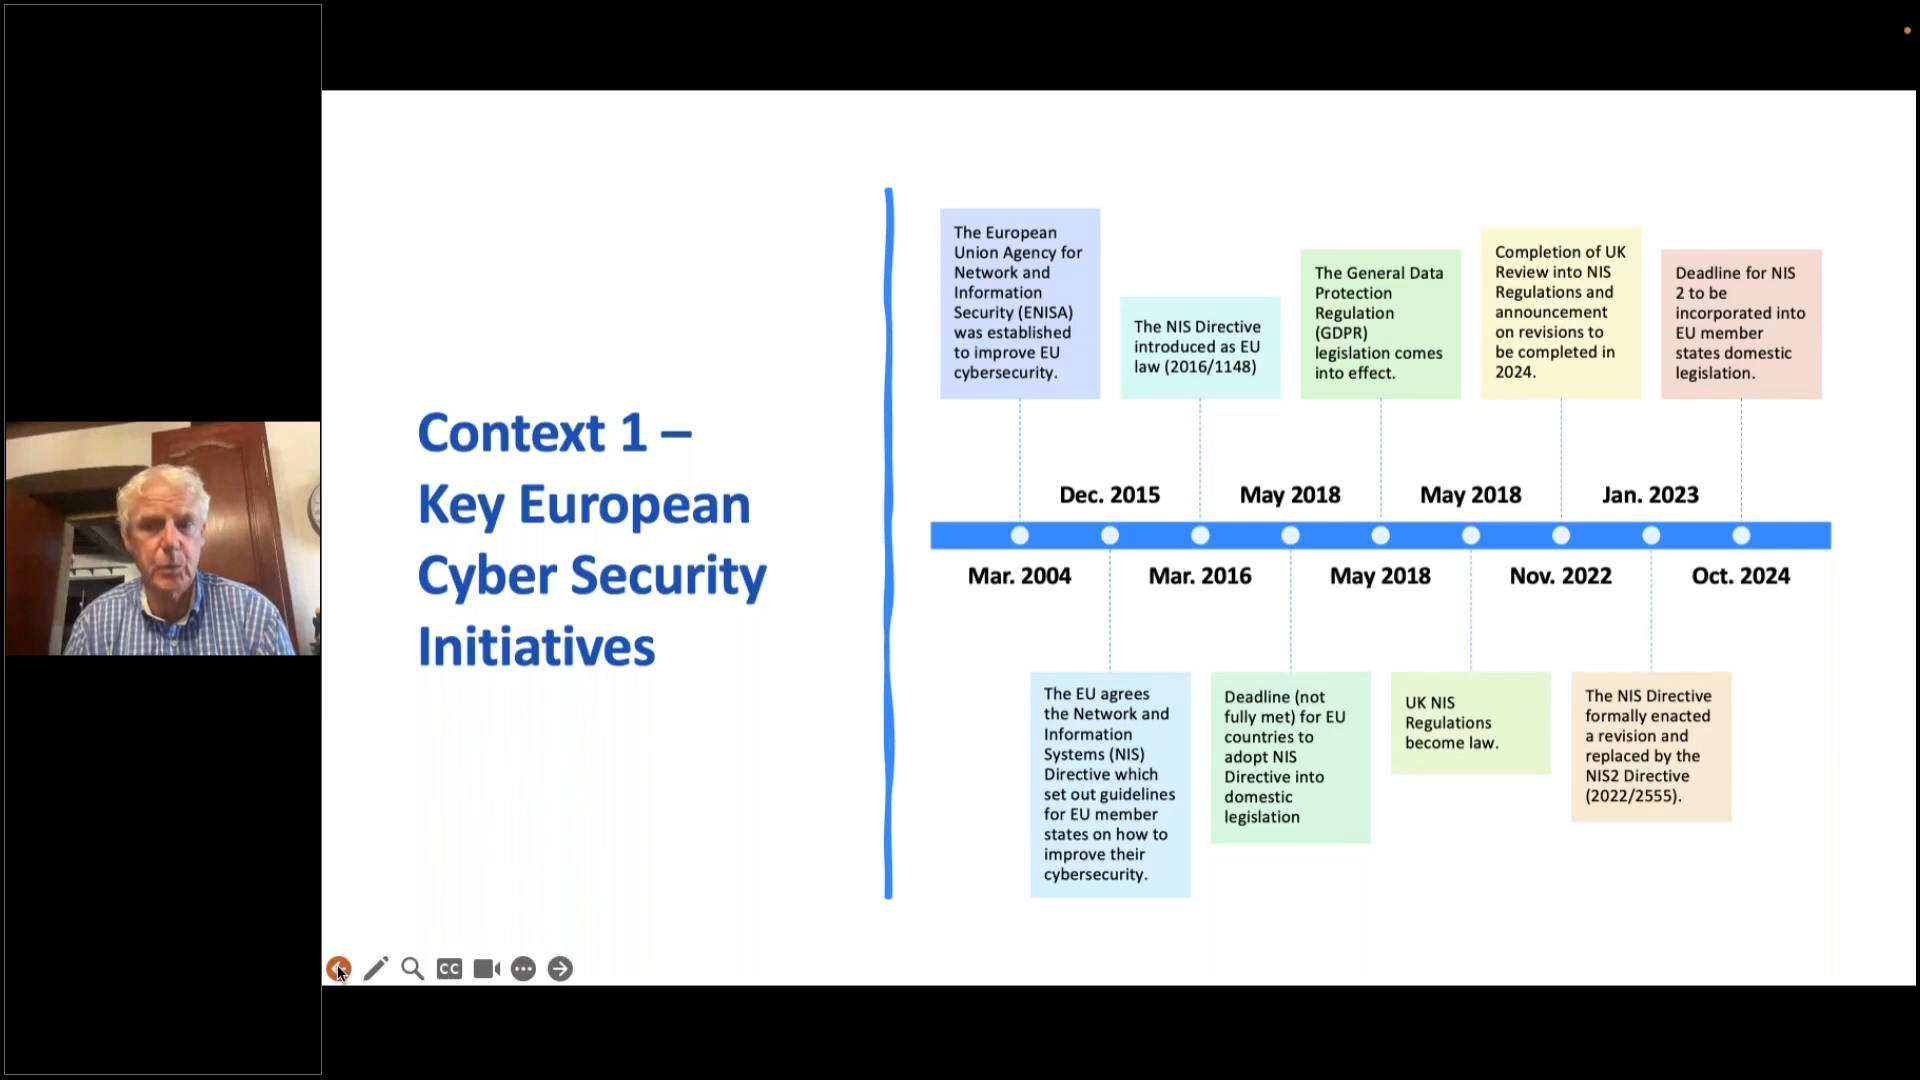 Context 1 –
Key European
Cyber Security
Initiatives
The European
Union Agency for
Network and
Information
Security (ENISA)
was established
to improve EU
cybersecurity.
The NIS Directive
introduced as EU
law (2016/1148)
The General Data
Protection
Regulation
(GDPR)
legislation comes
into effect.
Completion of UK
Review into NIS
Regulations and
announcement
on revisions to
be completed in
2024.
Deadline for NIS
2 to be
incorporated into
EU member
states domestic
legislation.
Dec. 2015
May 2018
May 2018
Jan. 2023
Mar. 2004
Mar. 2016
May 2018
Nov. 2022
Oct. 2024
The EU agrees
the Network and
Information
Systems (NIS)
Directive which
set out guidelines
for EU member
states on how to
improve their
cybersecurity.
Deadline (not
fully met) for EU
countries to
adopt NIS
Directive into
domestic
legislation
UK NIS
Regulations
become law.
The NIS Directive
formally enacted
a revision and
replaced by the
NIS2 Directive
(2022/2555).
CC